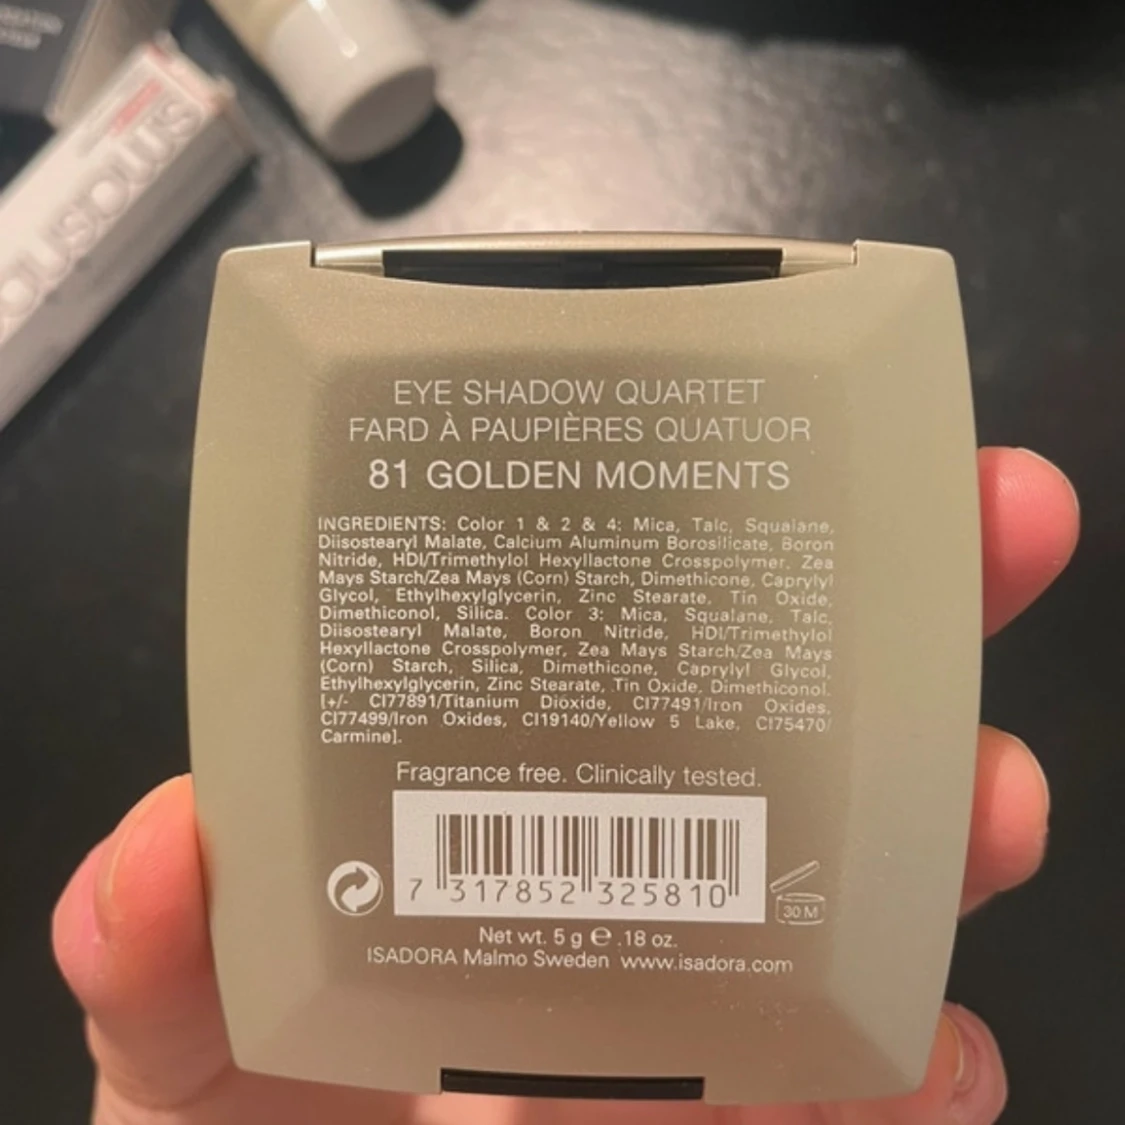 EYE SHADOW QUARTET
FARD À PAUPIÈRES QUATUOR
81 GOLDEN MOMENTS
INGREDIENTS: Color 1 & 2 & 4: Mica, Talc, Squalane,
Diisostearyl Malate, Calcium Aluminum Borosilicate, Boron
Nitride, HDI/Trimethylol Hexyllactone Crosspolymer, Zea
Mays Starch/Zea Mays (Corn) Starch, Dimethicone, Caprylyl
Glycol, Ethylhexylglycerin, Zinc Stearate, Tin Oxide,
Dimethiconol, Silica. Color 3: Mica, Squalane, Talc,
Diisostearyl Malate, Boron Nitride, HDI/Trimethylol
Hexyllactone Crosspolymer, Zea Mays Starch/Zea Mays
(Corn) Starch, Silica, Dimethicone, Caprylyl Glycol,
Ethylhexylglycerin, Zinc Stearate, Tin Oxide, Dimethiconol.
[+/- CI77891/Titanium Dioxide, CI77491/Iron Oxides,
CI77499/Iron Oxides, CI19140/Yellow 5 Lake, CI75470/
Carmine].
Fragrance free. Clinically tested.
7 317852 325810
30 M
Net wt. 5 g ℮ .18 oz.
ISADORA Malmo Sweden www.isadora.com